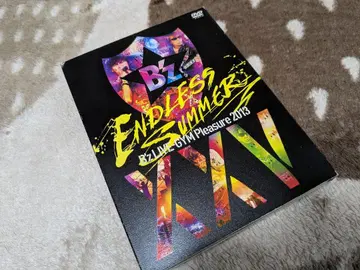 DVD
B'z
ENDLESS
SUMMER
B'z LIVE-GYM Pleasure 2013
XXV